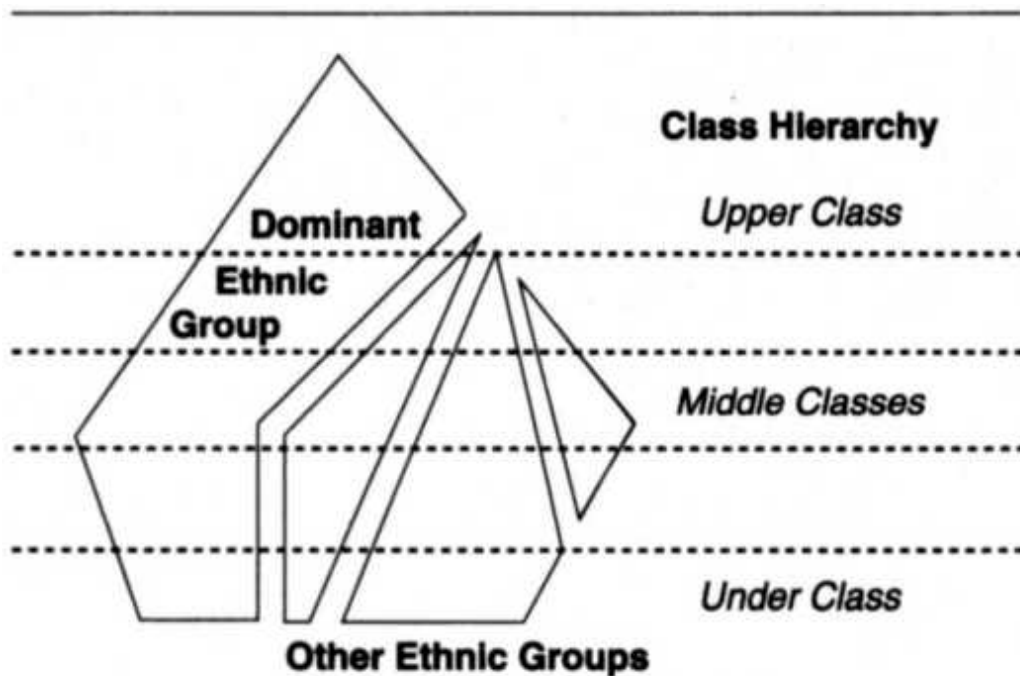 Class Hierarchy
Upper Class
Dominant
Ethnic
Group
Middle Classes
Under Class
Other Ethnic Groups